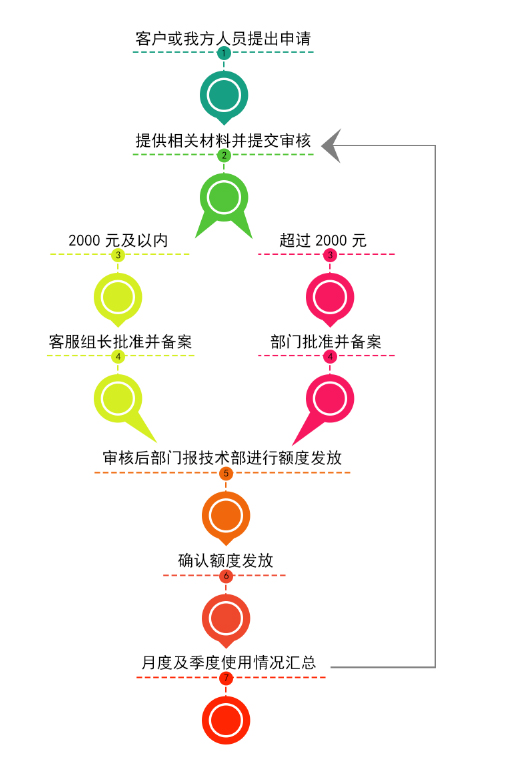 客户或我方人员提出申请
1
提供相关材料并提交审核
2
2000 元及以内
超过 2000 元
3
3
客服组长批准并备案
部门批准并备案
4
4
审核后部门报技术部进行额度发放
5
确认额度发放
6
月度及季度使用情况汇总
7